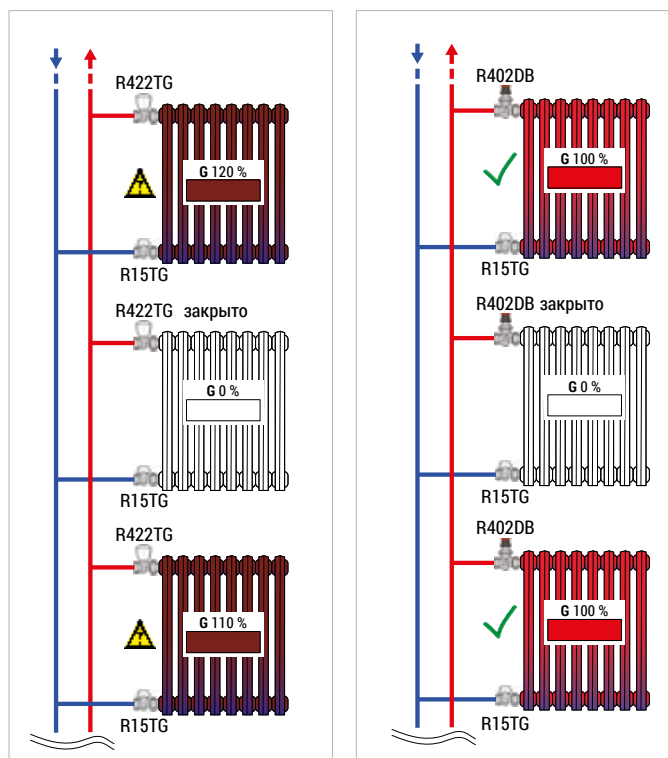 R422TG
G 120 %
R15TG
R422TG закрыто
G 0 %
R15TG
R422TG
G 110 %
R15TG
R402DB
G 100 %
R15TG
R402DB закрыто
G 0 %
R15TG
R402DB
G 100 %
R15TG